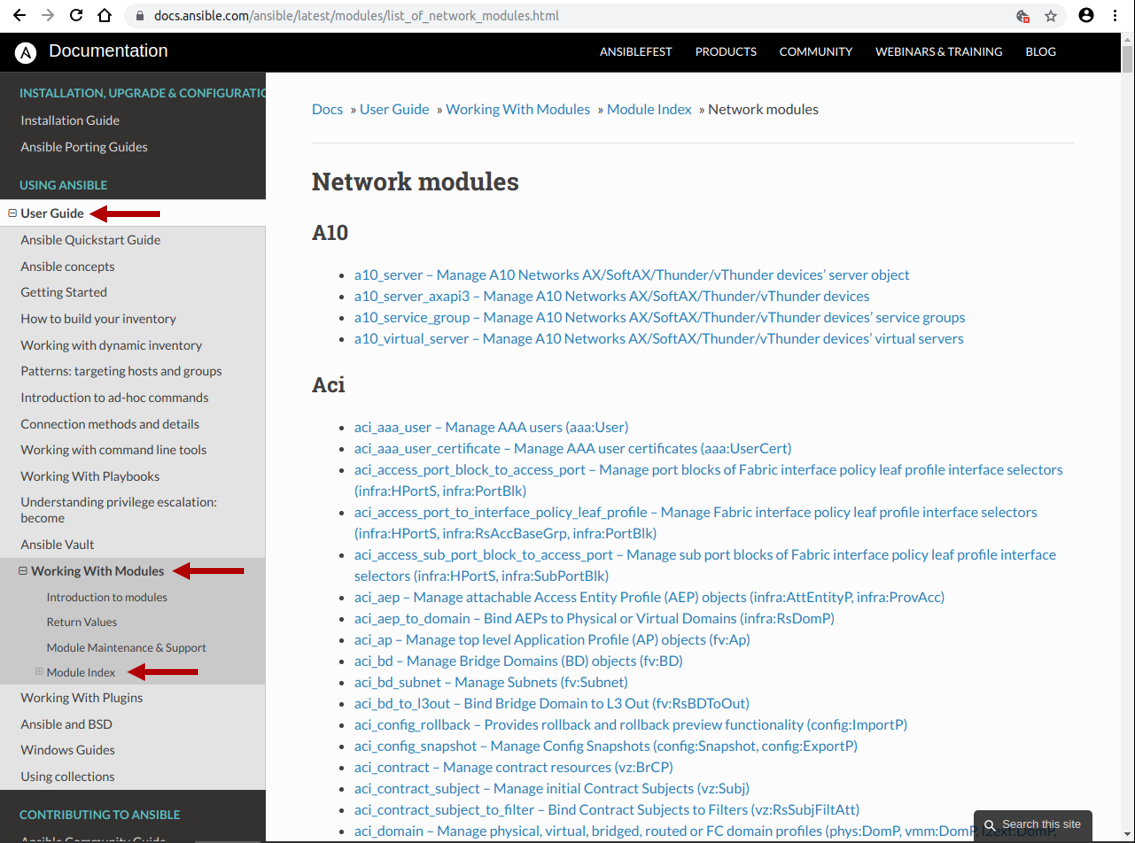 docs.ansible.com/ansible/latest/modules/list_of_network_modules.html
Documentation
ANSIBLEFEST PRODUCTS COMMUNITY WEBINARS & TRAINING BLOG
INSTALLATION, UPGRADE & CONFIGURATIO
Installation Guide
Ansible Porting Guides
USING ANSIBLE
User Guide
Ansible Quickstart Guide
Ansible concepts
Getting Started
How to build your inventory
Working with dynamic inventory
Patterns: targeting hosts and groups
Introduction to ad-hoc commands
Connection methods and details
Working with command line tools
Working With Playbooks
Understanding privilege escalation:
become
Ansible Vault
Working With Modules
Introduction to modules
Return Values
Module Maintenance & Support
Module Index
Working With Plugins
Ansible and BSD
Windows Guides
Using collections
CONTRIBUTING TO ANSIBLE
Ansible Community Guide
Docs » User Guide » Working With Modules » Module Index » Network modules
Network modules
A10
• a10_server – Manage A10 Networks AX/SoftAX/Thunder/vThunder devices’ server object
• a10_server_axapi3 – Manage A10 Networks AX/SoftAX/Thunder/vThunder devices
• a10_service_group – Manage A10 Networks AX/SoftAX/Thunder/vThunder devices’ service groups
• a10_virtual_server – Manage A10 Networks AX/SoftAX/Thunder/vThunder devices’ virtual servers
Aci
• aci_aaa_user – Manage AAA users (aaa:User)
• aci_aaa_user_certificate – Manage AAA user certificates (aaa:UserCert)
• aci_access_port_block_to_access_port – Manage port blocks of Fabric interface policy leaf profile interface selectors
(infra:HPortS, infra:PortBlk)
• aci_access_port_to_interface_policy_leaf_profile – Manage Fabric interface policy leaf profile interface selectors
(infra:HPortS, infra:RsAccBaseGrp, infra:PortBlk)
• aci_access_sub_port_block_to_access_port – Manage sub port blocks of Fabric interface policy leaf profile interface
selectors (infra:HPortS, infra:SubPortBlk)
• aci_aep – Manage attachable Access Entity Profile (AEP) objects (infra:AttEntityP, infra:ProvAcc)
• aci_aep_to_domain – Bind AEPs to Physical or Virtual Domains (infra:RsDomP)
• aci_ap – Manage top level Application Profile (AP) objects (fv:Ap)
• aci_bd – Manage Bridge Domains (BD) objects (fv:BD)
• aci_bd_subnet – Manage Subnets (fv:Subnet)
• aci_bd_to_l3out – Bind Bridge Domain to L3 Out (fv:RsBDToOut)
• aci_config_rollback – Provides rollback and rollback preview functionality (config:ImportP)
• aci_config_snapshot – Manage Config Snapshots (config:Snapshot, config:ExportP)
• aci_contract – Manage contract resources (vz:BrCP)
• aci_contract_subject – Manage initial Contract Subjects (vz:Subj)
• aci_contract_subject_to_filter – Bind Contract Subjects to Filters (vz:RsSubjFiltAtt)
• aci_domain – Manage physical, virtual, bridged, routed or FC domain profiles (phys:DomP, vmm:DomP, l2ext:DomP,
Search this site